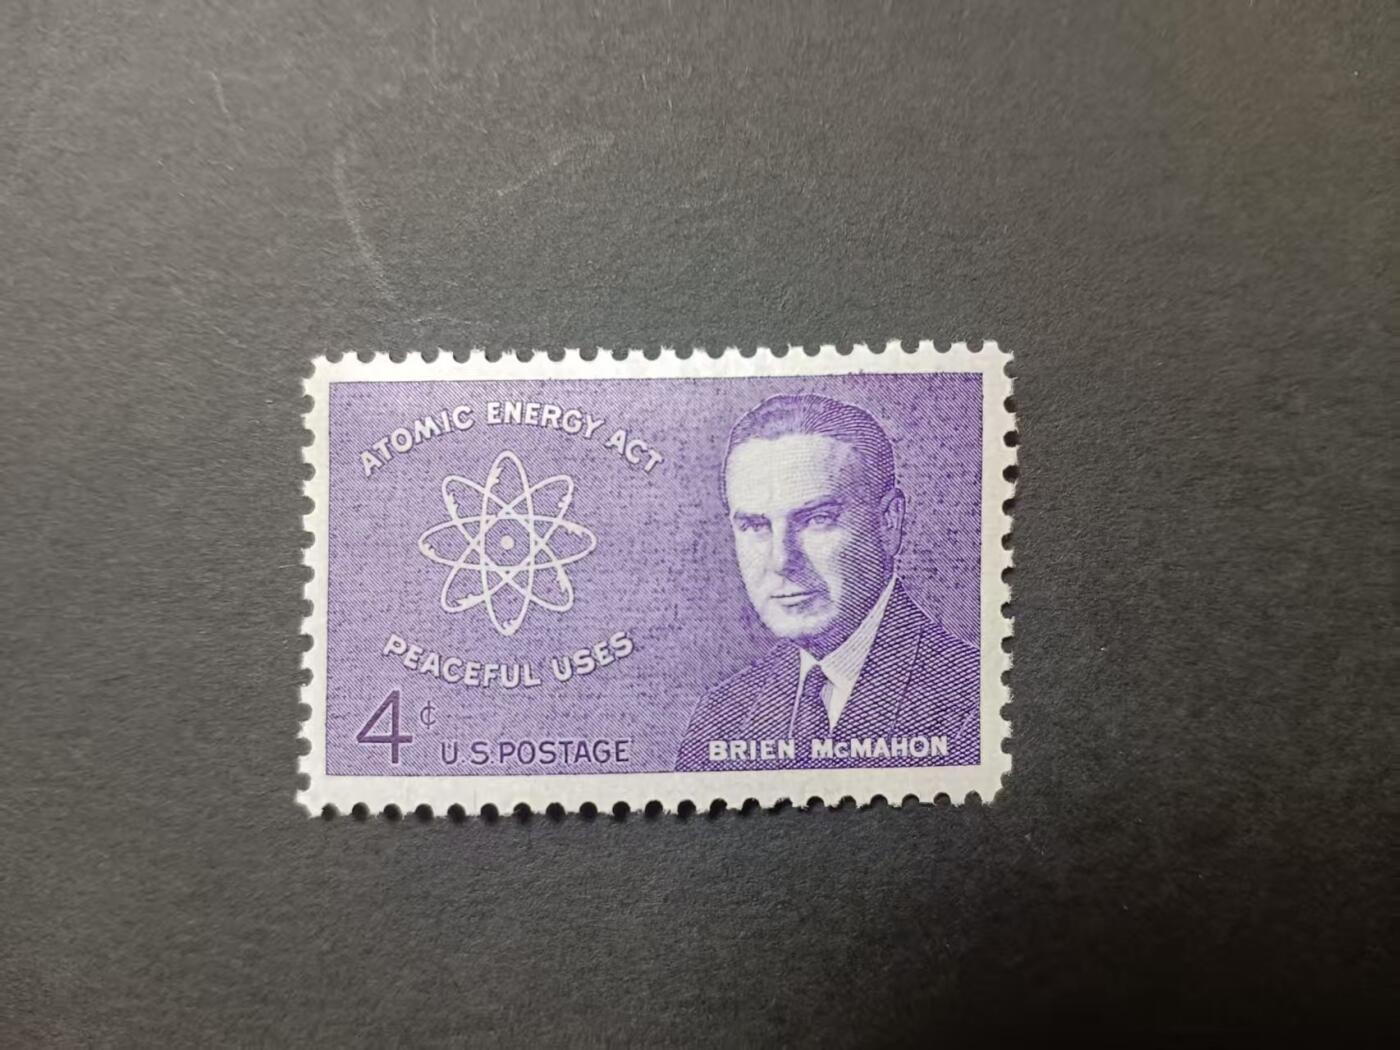 ATOMIC ENERGY ACT
PEACEFUL USES
4¢ U.S. POSTAGE
BRIEN McMAHON